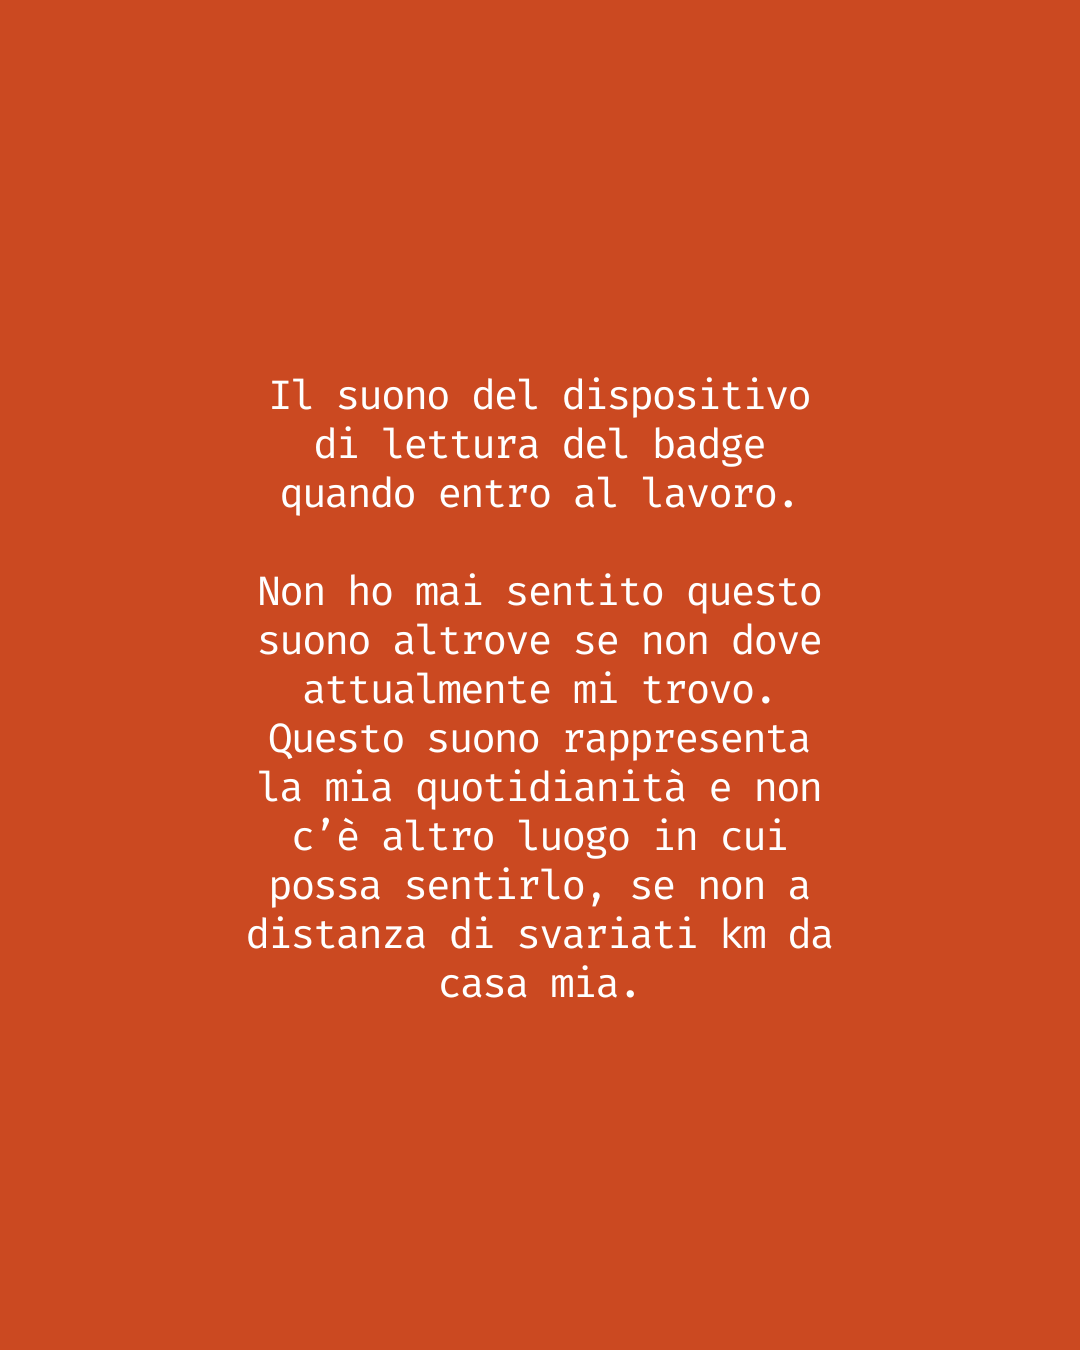 Il suono del dispositivo
di lettura del badge
quando entro al lavoro.
Non ho mai sentito questo
suono altrove se non dove
attualmente mi trovo.
Questo suono rappresenta
la mia quotidianità e non
c’è altro luogo in cui
possa sentirlo, se non a
distanza di svariati km da
casa mia.